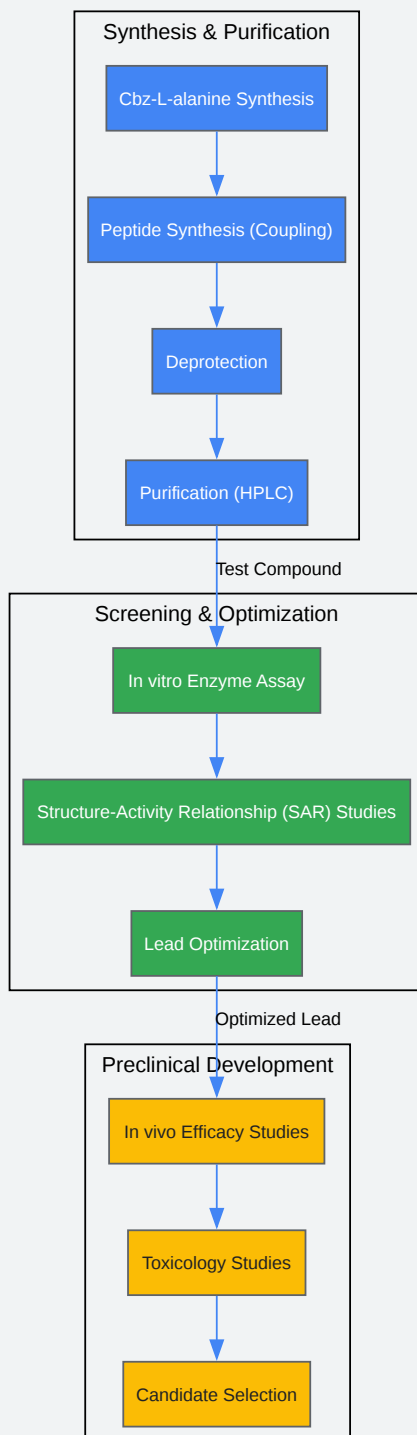 Synthesis & Purification
Cbz-L-alanine Synthesis
Peptide Synthesis (Coupling)
Deprotection
Purification (HPLC)
Test Compound
Screening & Optimization
In vitro Enzyme Assay
Structure-Activity Relationship (SAR) Studies
Lead Optimization
Optimized Lead
Preclinical Development
In vivo Efficacy Studies
Toxicology Studies
Candidate Selection